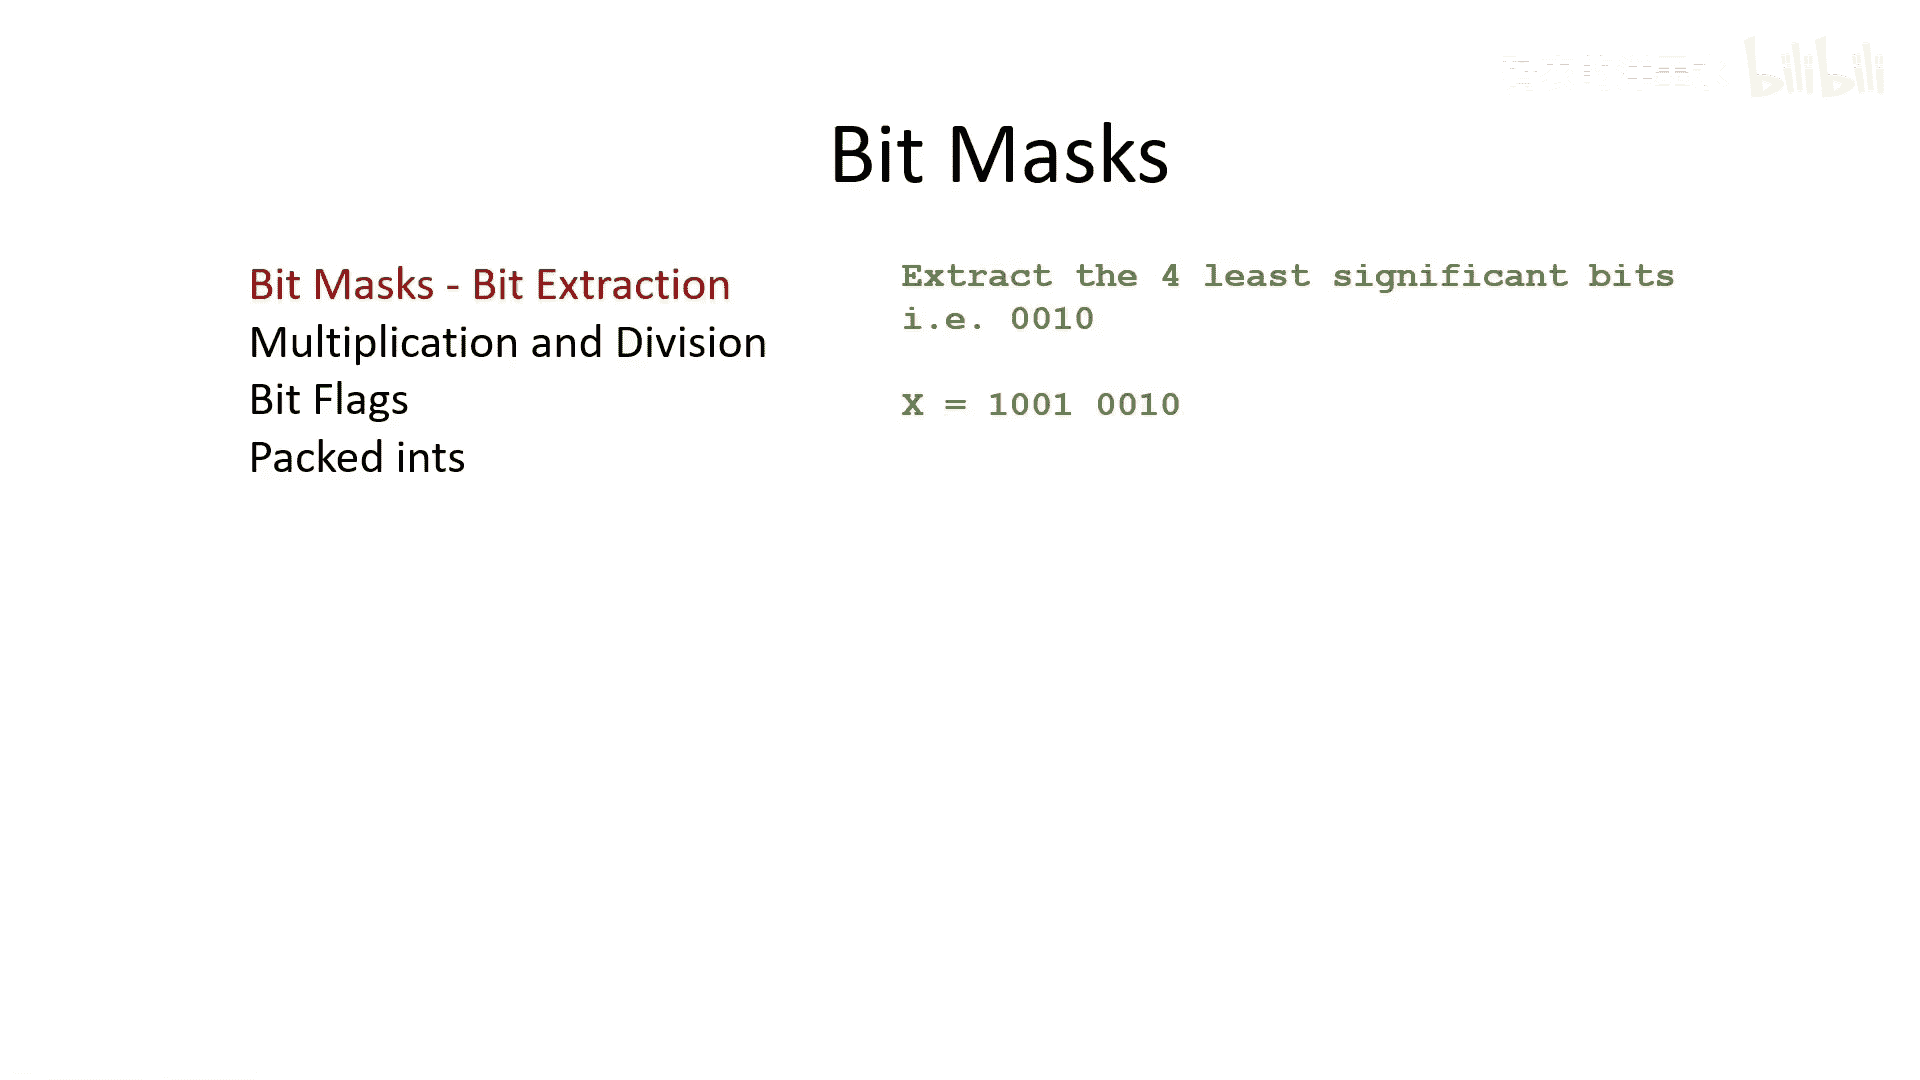 bilibili
Bit Masks
Bit Masks - Bit Extraction
Multiplication and Division
Bit Flags
Packed ints
Extract the 4 least significant bits
i.e. 0010
X = 1001 0010